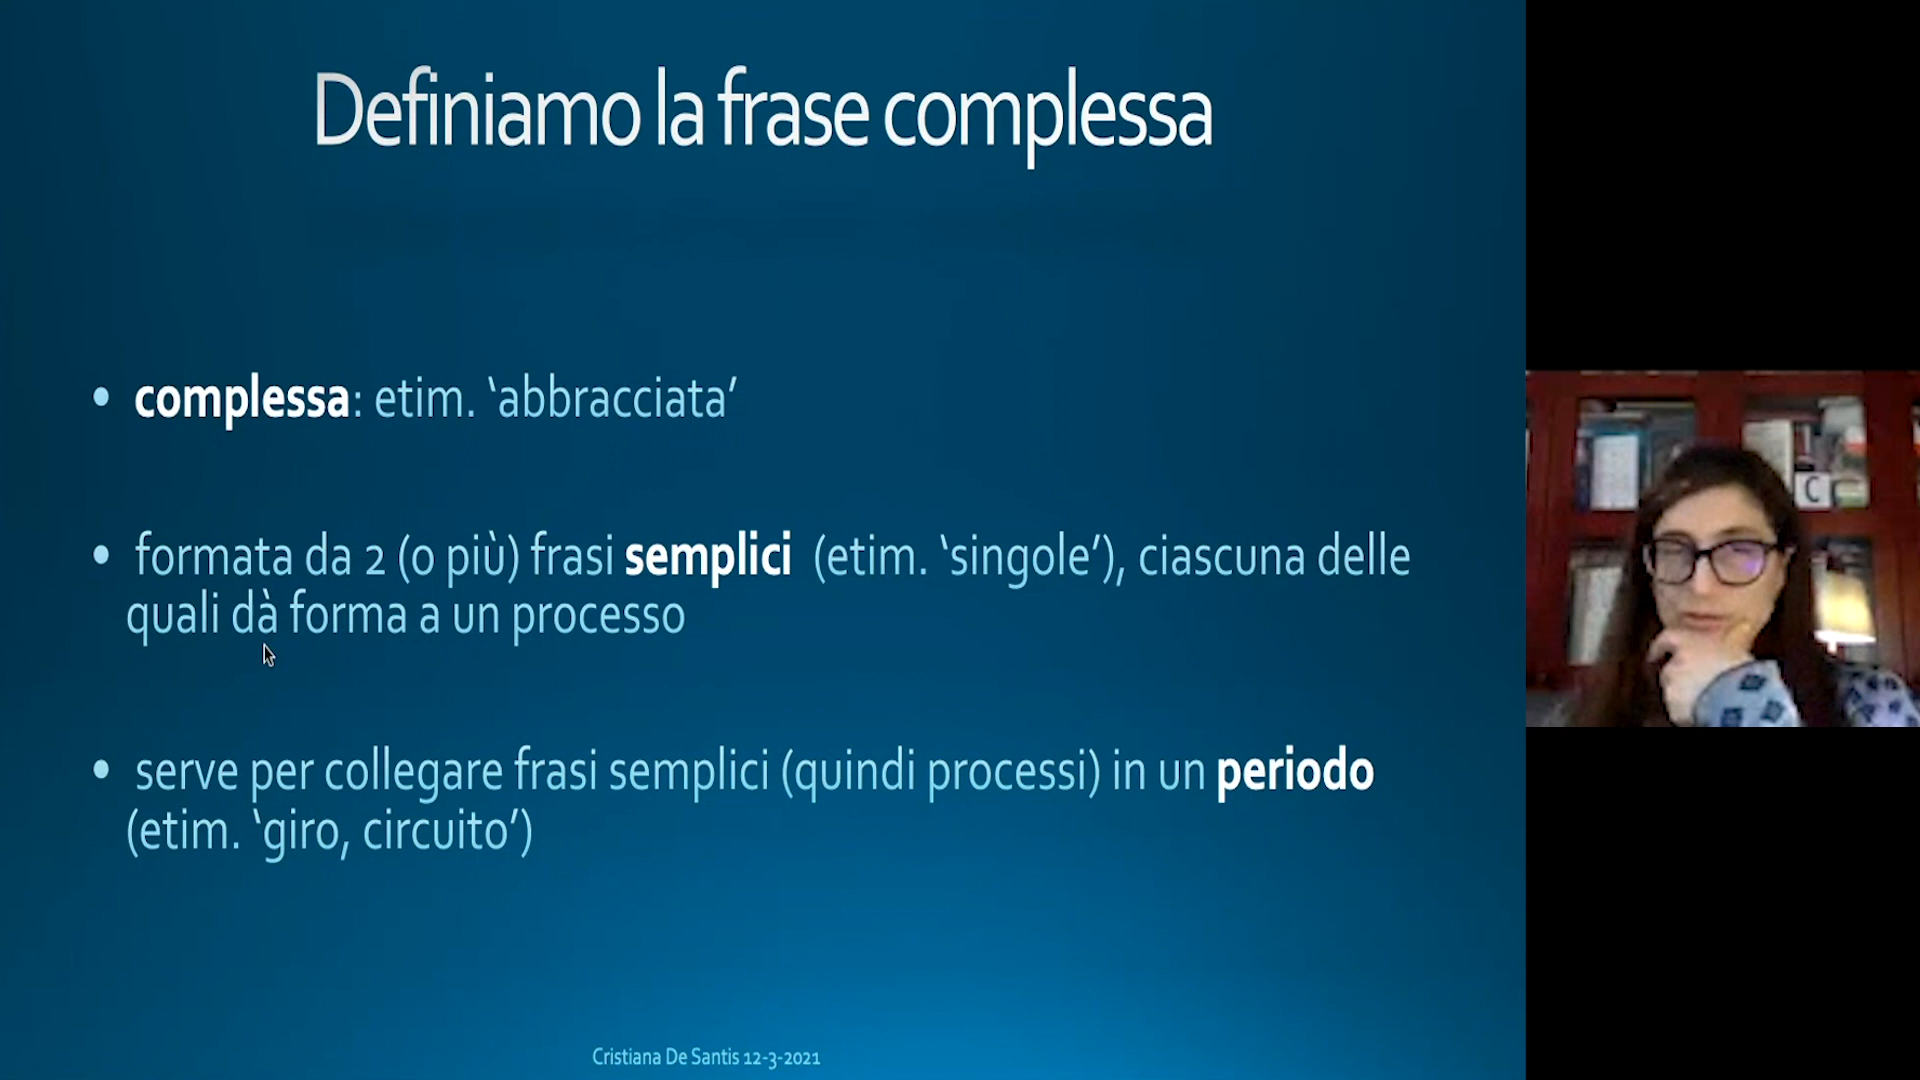 Definiamo la frase complessa
• complessa: etim. ‘abbracciata’
• formata da 2 (o più) frasi semplici (etim. ‘singole’), ciascuna delle
quali dà forma a un processo
• serve per collegare frasi semplici (quindi processi) in un periodo
(etim. ‘giro, circuito’)
Cristiana De Santis 12-3-2021
C